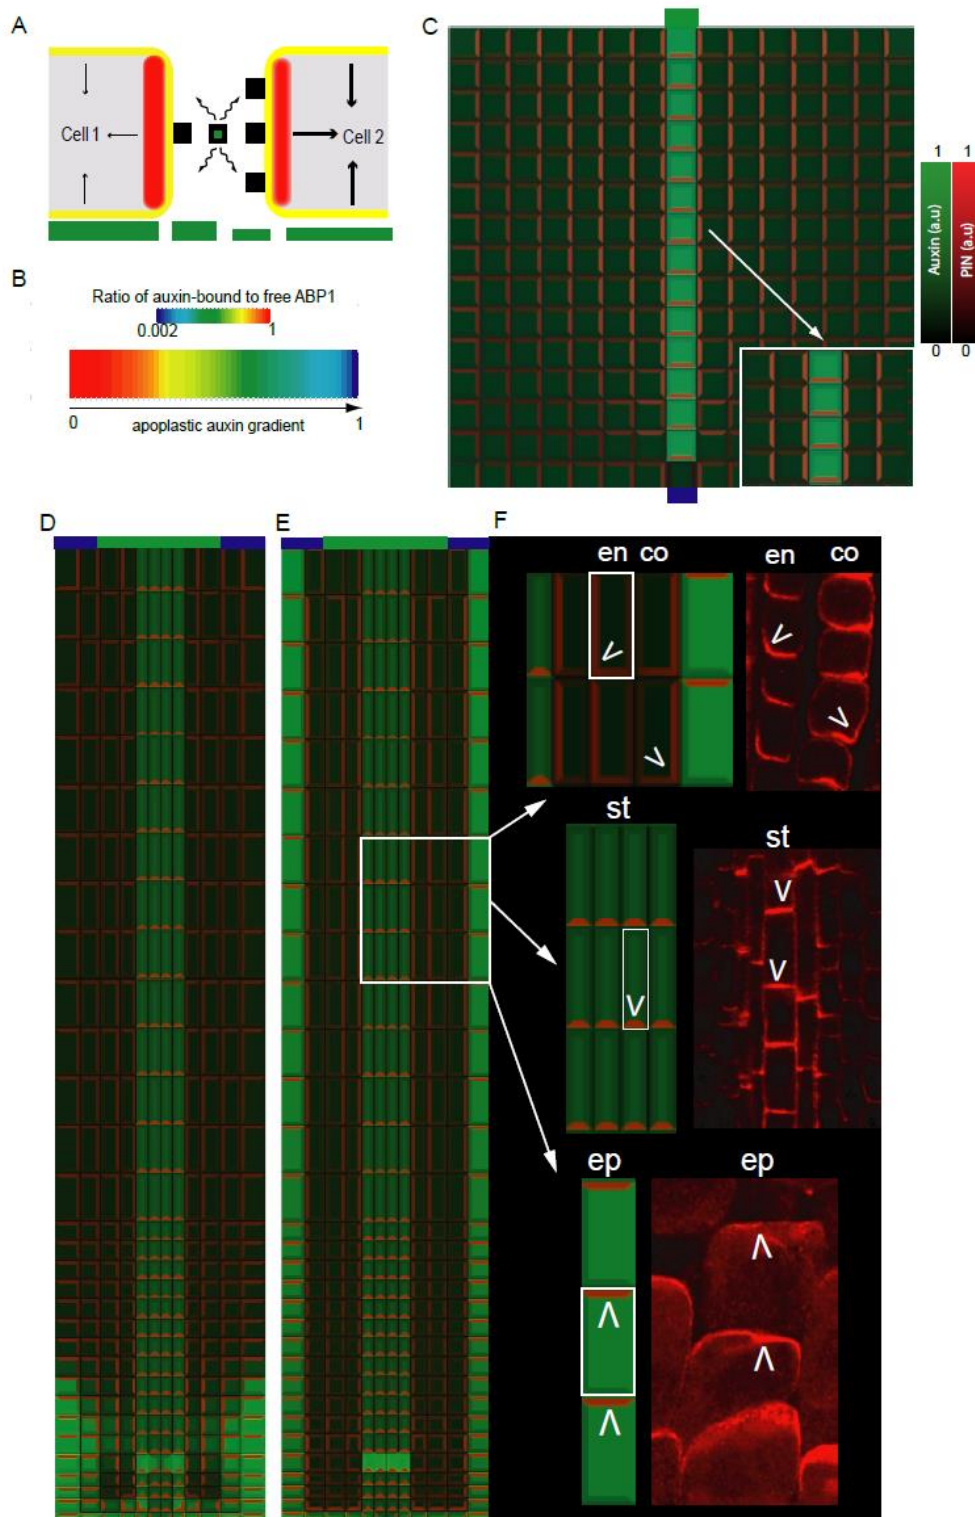 A
Cell 1
Cell 2
B
Ratio of auxin-bound to free ABP1
0.002
1
0
1
apoplastic auxin gradient
C
1
1
Auxin (a.u)
PIN (a.u)
0
0
D
E
F
en
co
en
co
st
st
ep
ep